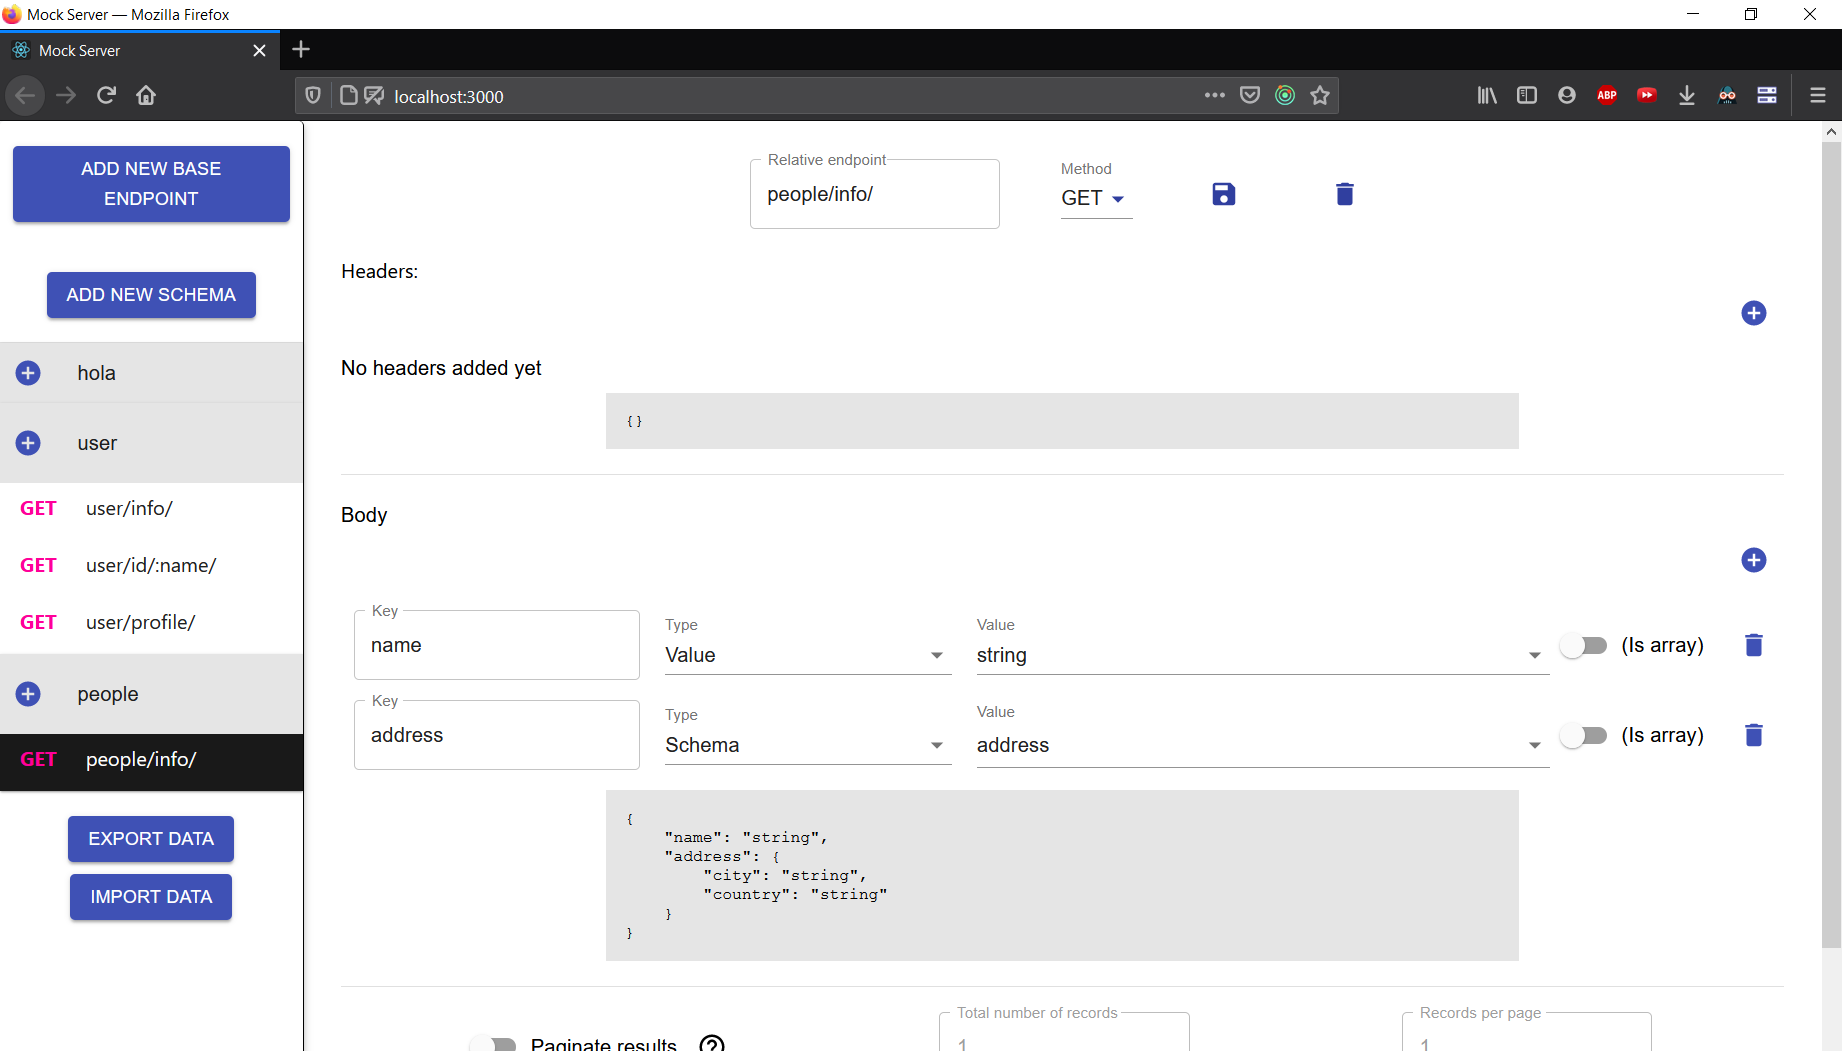 Mock Server — Mozilla Firefox
Mock Server
localhost:3000
ABP
ADD NEW BASE
ENDPOINT
ADD NEW SCHEMA
hola
user
GET user/info/
GET user/id/:name/
GET user/profile/
people
GET people/info/
EXPORT DATA
IMPORT DATA
Relative endpoint
people/info/
Method
GET
Headers:
No headers added yet
{}
Body
Key
name
Type
Value
Value
string
(Is array)
Key
address
Type
Schema
Value
address
(Is array)
{
    "name": "string",
    "address": {
        "city": "string",
        "country": "string"
    }
}
Paginate results
Total number of records
1
Records per page
1